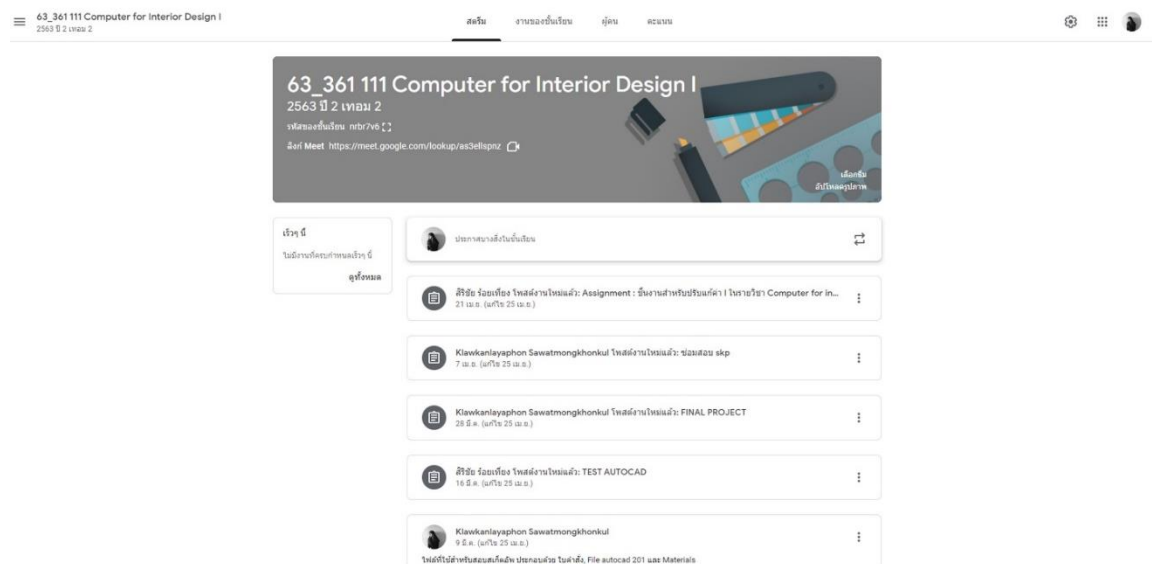 63_361 111 Computer for Interior Design I
2563 ปี 2 เทอม 2
สตรีม
งานของชั้นเรียน
ผู้คน
คะแนน
63_361 111 Computer for Interior Design I
2563 ปี 2 เทอม 2
รหัสของชั้นเรียน nrbr7v6
ลิงก์ Meet https://meet.google.com/lookup/as3ellspnz
เลือกธีม
อัปโหลดรูปภาพ
เร็วๆ นี้
ไม่มีงานที่ครบกำหนดเร็วๆ นี้
ดูทั้งหมด
ประกาศบางสิ่งในชั้นเรียน
สิริชัย ร้อยเที่ยง โพสต์งานใหม่แล้ว: Assignment : ชิ้นงานสำหรับปรับแก้ค่า I ในรายวิชา Computer for in...
21 เม.ย. (แก้ไข 25 เม.ย.)
Klawkanlayaphon Sawatmongkhonkul โพสต์งานใหม่แล้ว: ซ่อมสอบ skp
7 เม.ย. (แก้ไข 25 เม.ย.)
Klawkanlayaphon Sawatmongkhonkul โพสต์งานใหม่แล้ว: FINAL PROJECT
28 มี.ค. (แก้ไข 25 เม.ย.)
สิริชัย ร้อยเที่ยง โพสต์งานใหม่แล้ว: TEST AUTOCAD
16 มี.ค. (แก้ไข 25 เม.ย.)
Klawkanlayaphon Sawatmongkhonkul
9 มี.ค. (แก้ไข 25 เม.ย.)
ไฟล์ที่ใช้สำหรับสอบสเก็ตอัพ ประกอบด้วย ใบคำสั่ง, File autocad 201 และ Materials